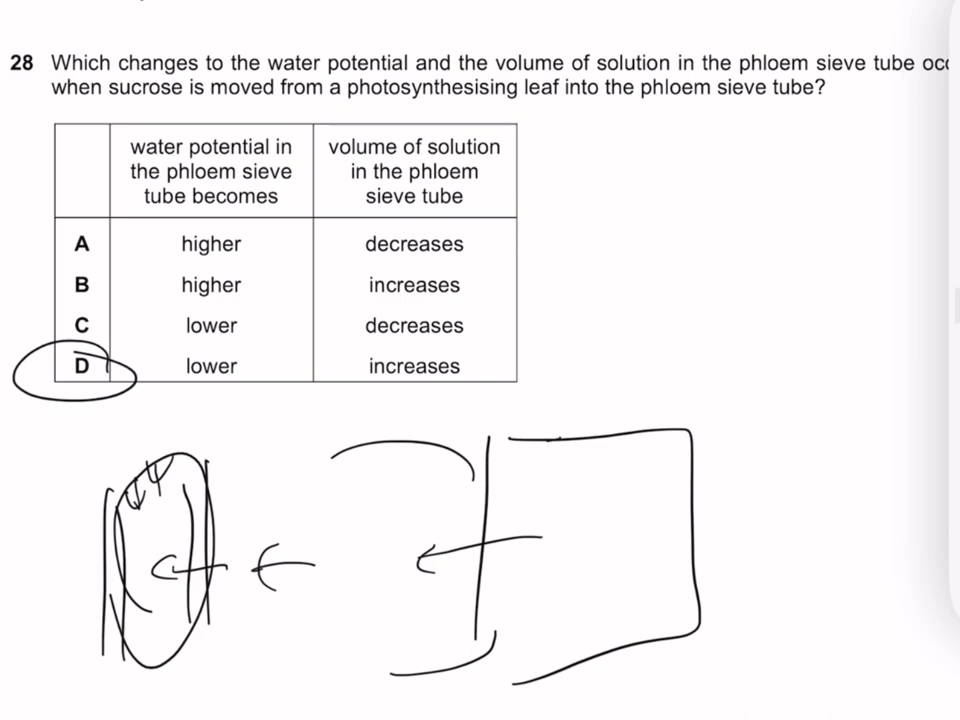 28 Which changes to the water potential and the volume of solution in the phloem sieve tube
when sucrose is moved from a photosynthesising leaf into the phloem sieve tube?
water potential in
the phloem sieve
tube becomes
volume of solution
in the phloem
sieve tube
A higher decreases
B higher increases
C lower decreases
D lower increases
↓Ψ